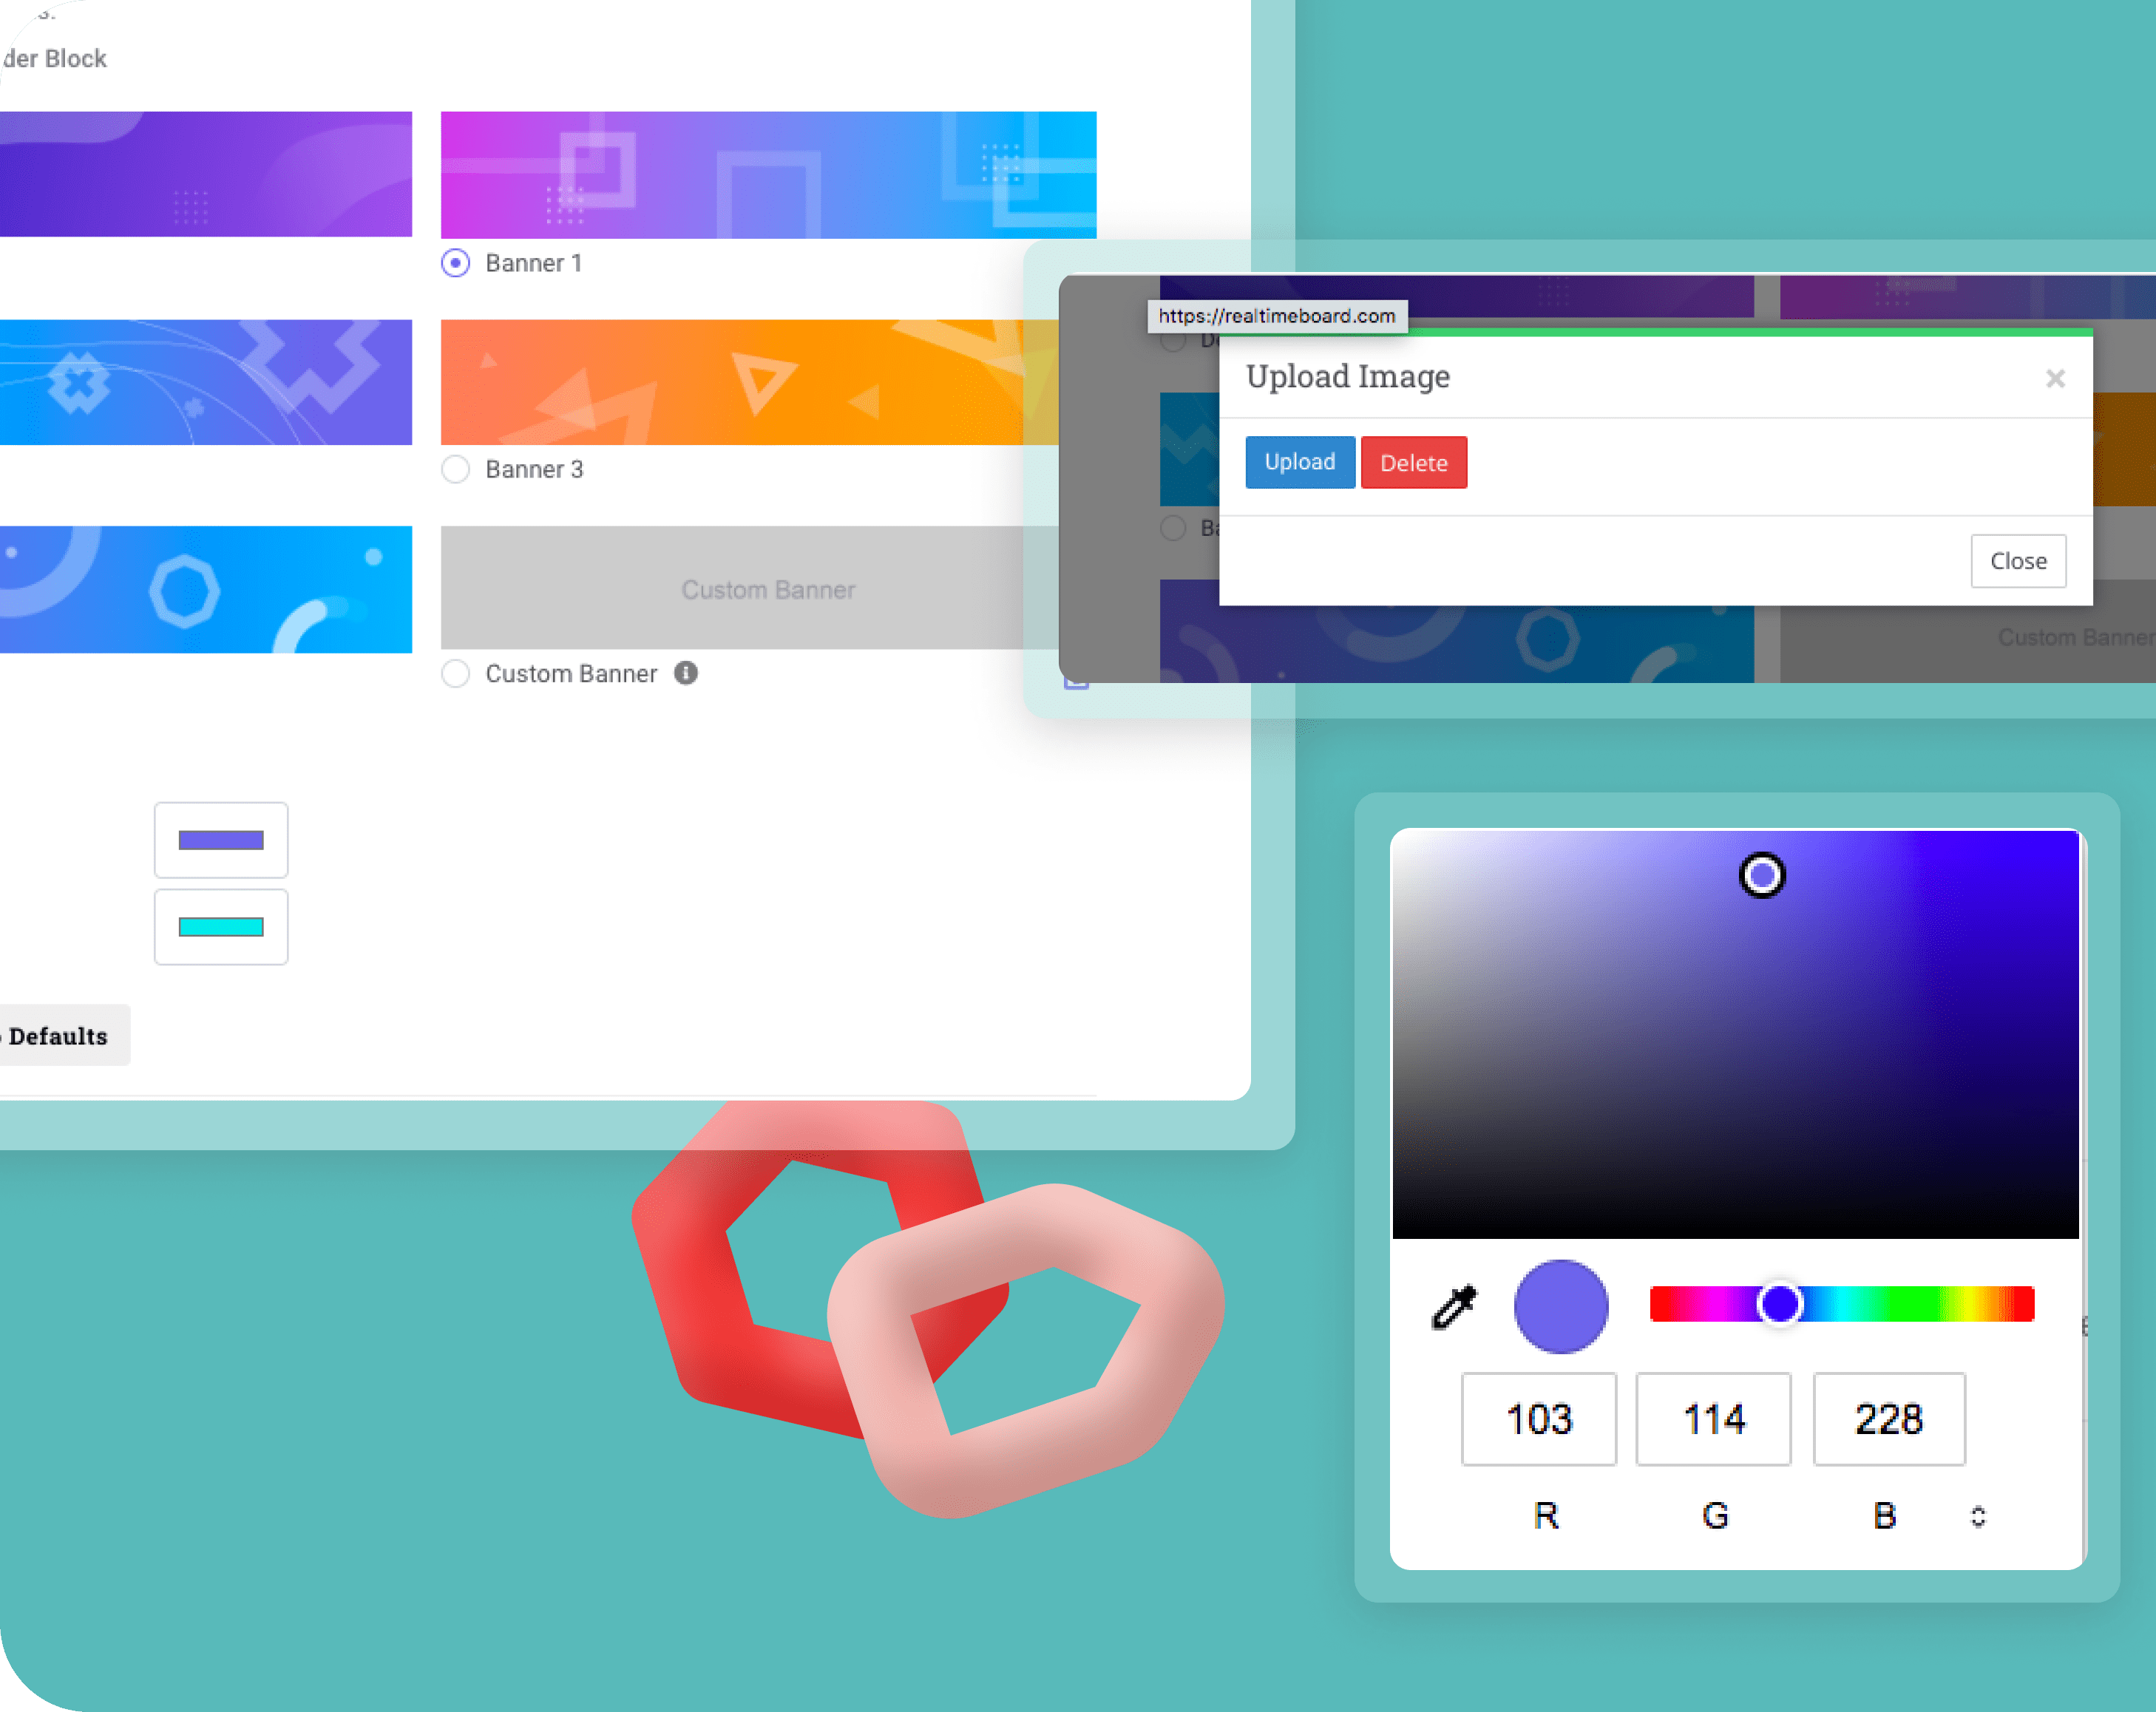 der Block
Banner 1
Banner 3
Custom Banner
Custom Banner
Defaults
https://realtimeboard.com
Upload Image
×
Upload Delete
Close
Custom Banner
103 114 228
R G B